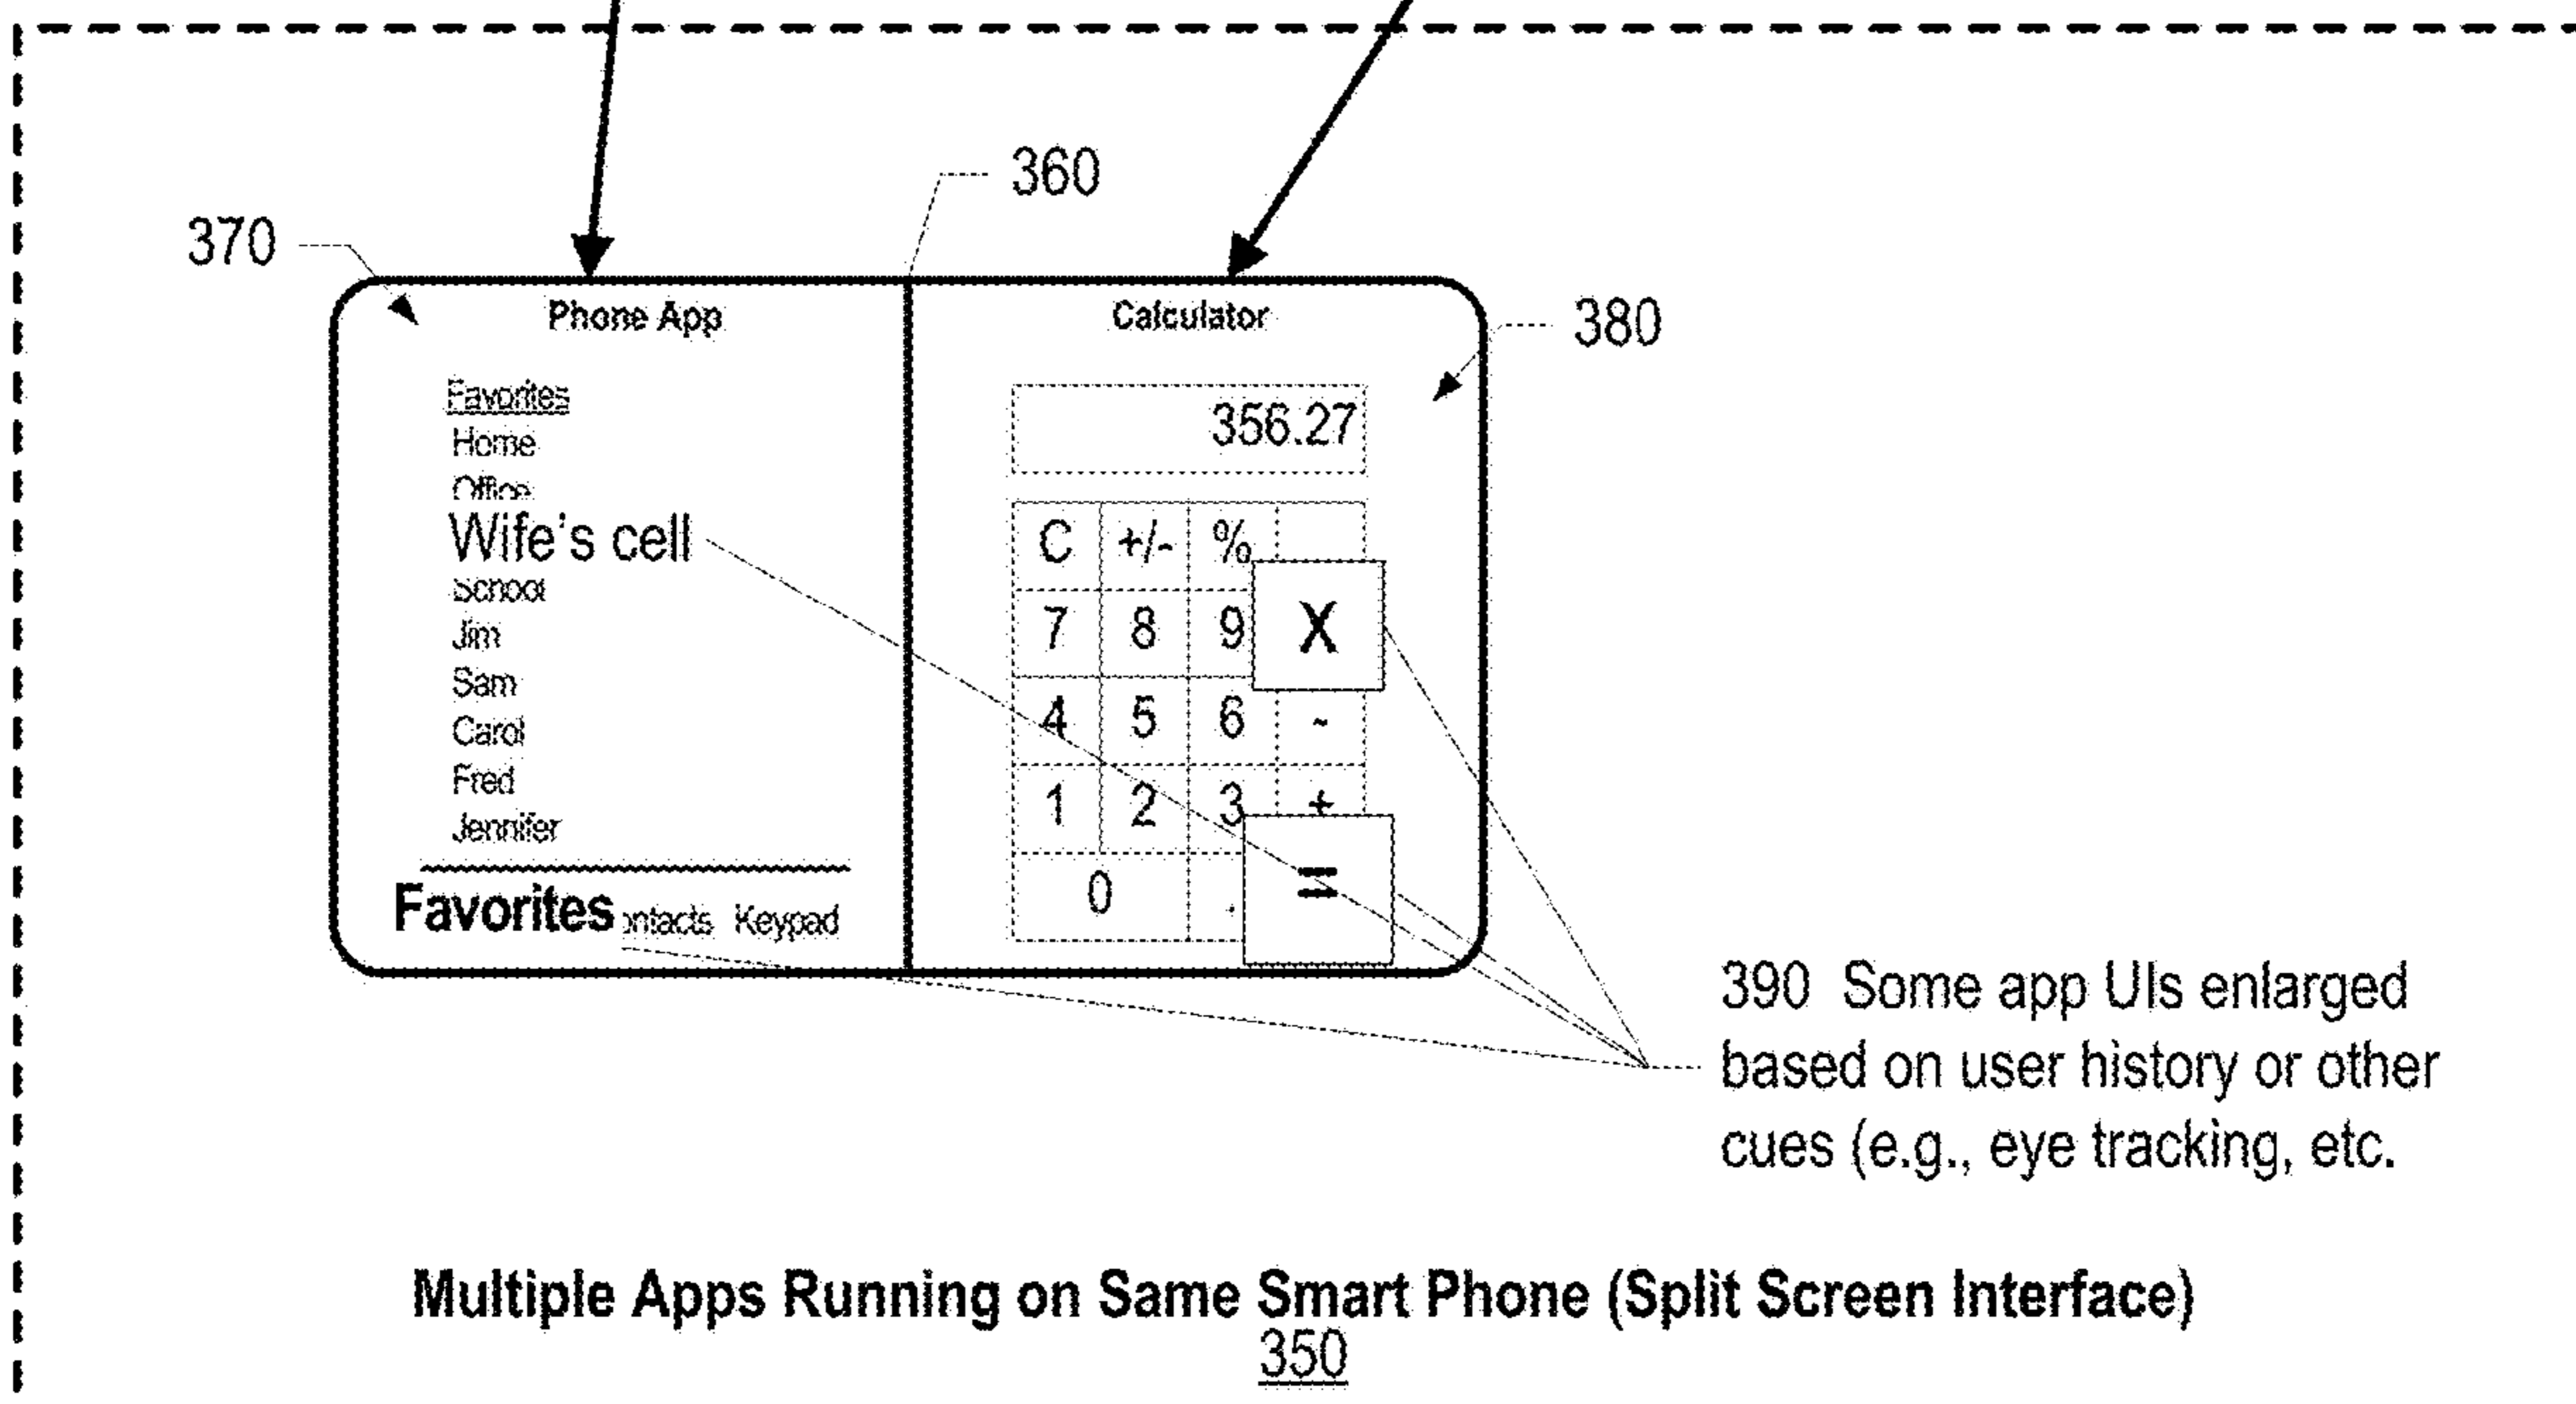 360
370
Phone App
Calculator
380
Favorites
Home
Office
Wife's cell
School
Jim
Sam
Carol
Fred
Jennifer
Favorites ontacts Keypad
356.27
C +/- %
7 8 9 X
4 5 6 -
1 2 3 +
0 . =
390 Some app UIs enlarged
based on user history or other
cues (e.g., eye tracking, etc.
Multiple Apps Running on Same Smart Phone (Split Screen Interface)
350